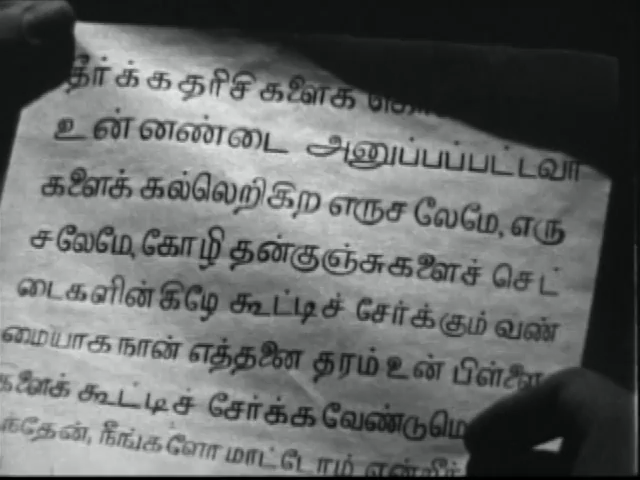 தீர்க்கதரிசிகளைக
உன்னண்டை அனுப்பப்பட்டவா
களைக் கல்லெறிகிற எருச லேமே, எரு
சலேமே, கோழி தன்குஞ்சுகளைச் செட்
டைகளின்கிழே கூட்டிச் சேர்க்கும் வண்
மையாக நான் எத்தனை தரம் உன் பிள்ளை
களைக் கூட்டிச் சேர்க்க வேண்டுமெ
ந்தேன், நீங்களோ மாட்டோம் என்றீர்